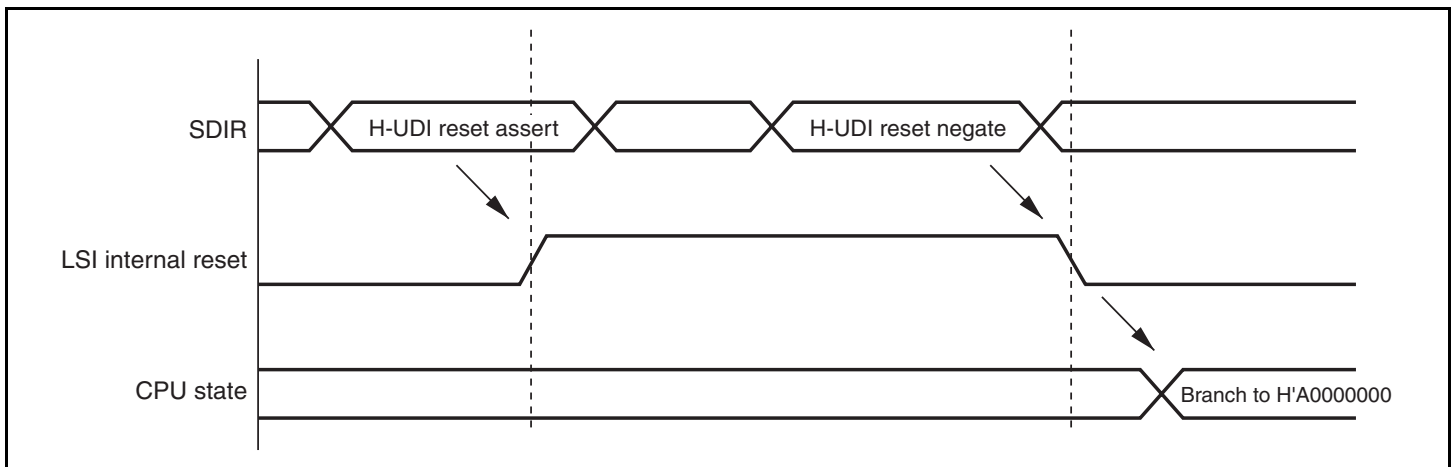 SDIR
H-UDI reset assert
H-UDI reset negate
LSI internal reset
CPU state
Branch to H'A0000000